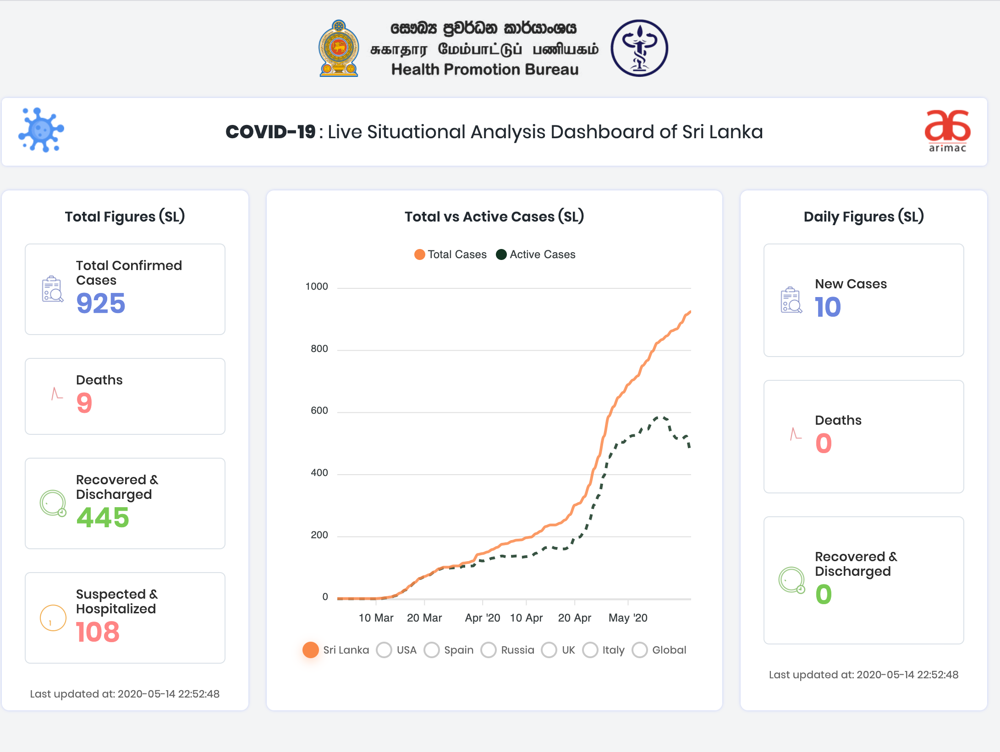 සෞඛ්‍ය ප්‍රවර්ධන කාර්යාංශය
சுகாதார மேம்பாட்டுப் பணியகம்
Health Promotion Bureau
COVID-19 : Live Situational Analysis Dashboard of Sri Lanka
arimac
Total Figures (SL)
Total Confirmed
Cases
925
Deaths
9
Recovered &
Discharged
445
Suspected &
Hospitalized
108
1
Last updated at: 2020-05-14 22:52:48
Total vs Active Cases (SL)
Total Cases Active Cases
1000
800
600
400
200
0
10 Mar 20 Mar Apr '20 10 Apr 20 Apr May '20
Sri Lanka USA Spain Russia UK Italy Global
Daily Figures (SL)
New Cases
10
Deaths
0
Recovered &
Discharged
0
Last updated at: 2020-05-14 22:52:48